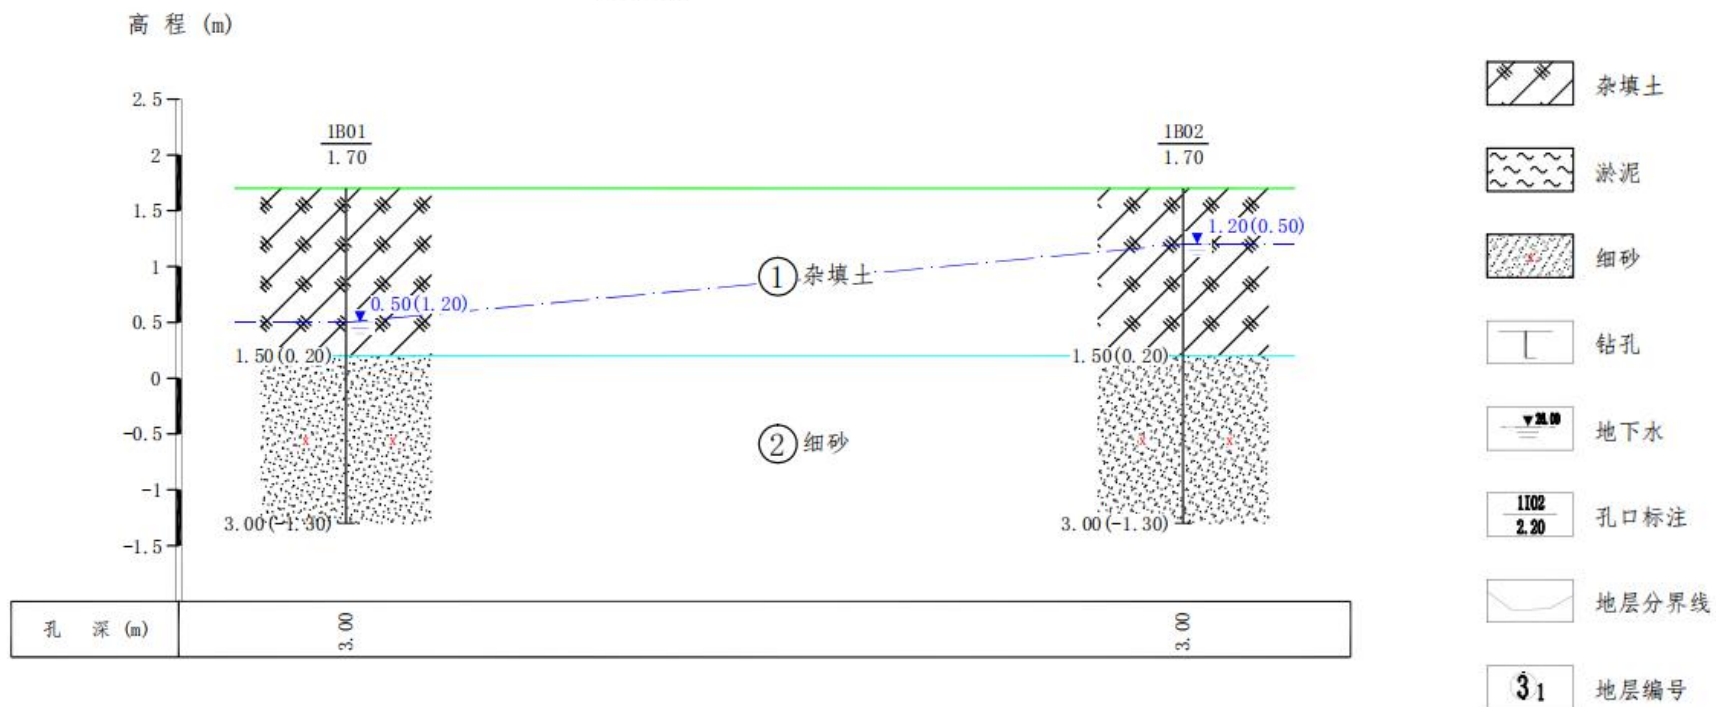 高 程 (m)
2.5
2
1.5
1
0.5
0
-0.5
-1
-1.5
1B01
1.70
1B02
1.70
1.20(0.50)
① 杂填土
0.50(1.20)
1.50(0.20)
1.50(0.20)
② 细砂
x
x
x
x
3.00(-1.30)
3.00(-1.30)
孔 深 (m)
3.00
3.00
杂填土
淤泥
x
细砂
钻孔
地下水
1I02
2.20
孔口标注
地层分界线
3 1
地层编号